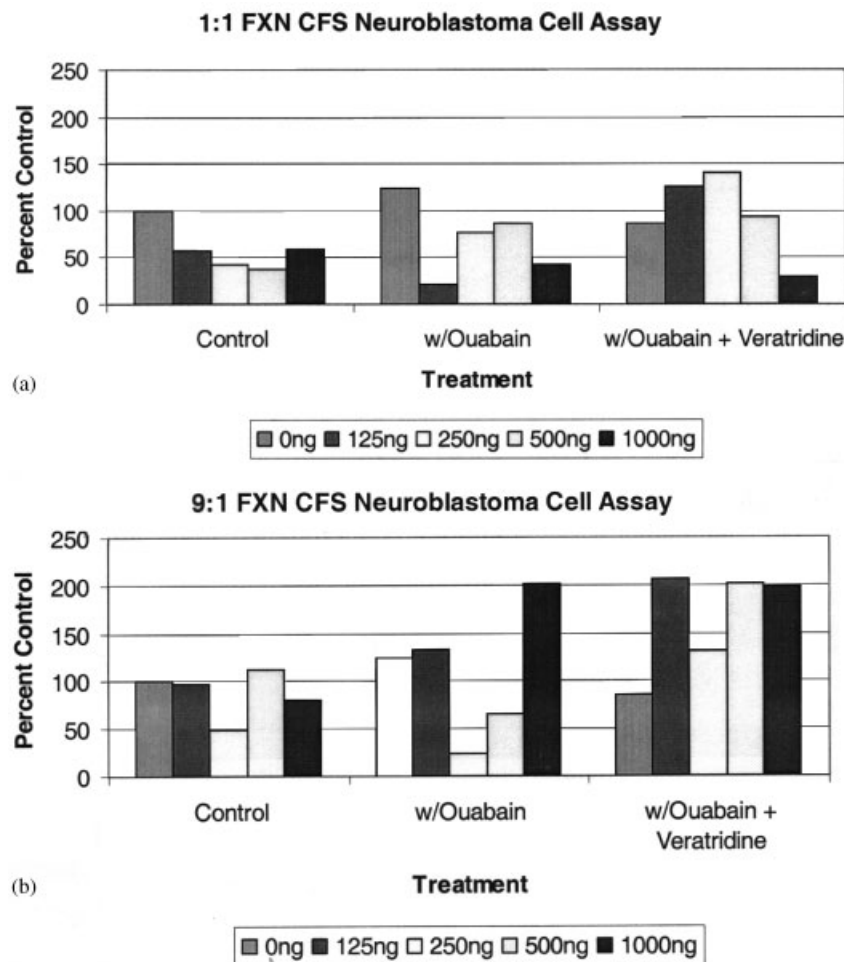 1:1 FXN CFS Neuroblastoma Cell Assay
250
200
150
100
50
0
Percent Control
Control
w/Ouabain
w/Ouabain + Veratridine
Treatment
(a)
0ng 125ng 250ng 500ng 1000ng
9:1 FXN CFS Neuroblastoma Cell Assay
250
200
150
100
50
0
Percent Control
Control
w/Ouabain
w/Ouabain +
Veratridine
Treatment
(b)
0ng 125ng 250ng 500ng 1000ng